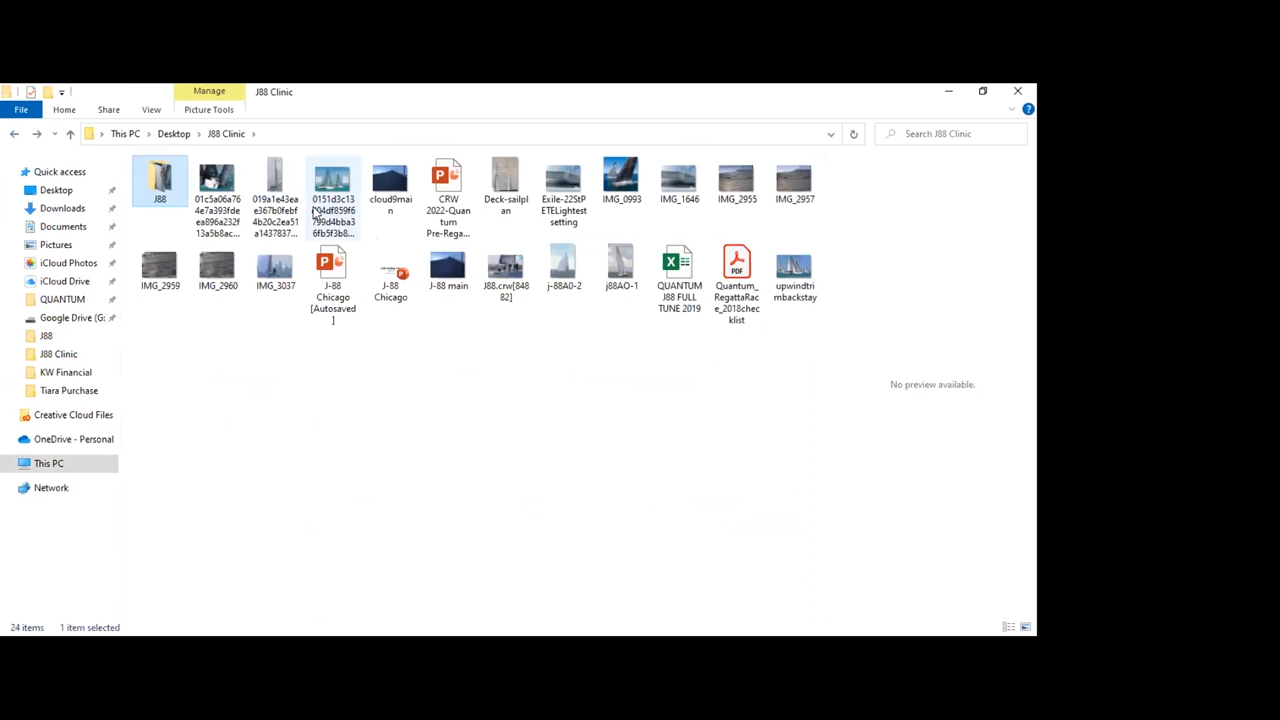 Manage
J88 Clinic
File
Home
Share
View
Picture Tools
This PC
Desktop
J88 Clinic
Search J88 Clinic
Quick access
Desktop
Downloads
Documents
Pictures
iCloud Photos
iCloud Drive
QUANTUM
Google Drive (G:
J88
J88 Clinic
KW Financial
Tiara Purchase
Creative Cloud Files
OneDrive - Personal
This PC
Network
J88
01c5a06a76
4e7a393fde
ea896a232f
13a5b8ac...
019a1e43ea
e367b0febf
4b20c2ea51
a1437837...
0151d3c13
04df859f6
799d4bba3
6fb5f3b8...
cloud9mai
n
CRW
2022-Quan
tum
Pre-Rega...
Deck-sailpl
an
Exile-22StP
ETELightest
setting
IMG_0993
IMG_1646
IMG_2955
IMG_2957
IMG_2959
IMG_2960
IMG_3037
J-88
Chicago
[Autosaved
]
J-88
Chicago
J-88 main
J88.crw[848
82]
j-88A0-2
j88AO-1
QUANTUM
J88 FULL
TUNE 2019
Quantum_
RegattaRac
e_2018chec
klist
upwindtri
mbackstay
PDF
No preview available.
24 items
1 item selected